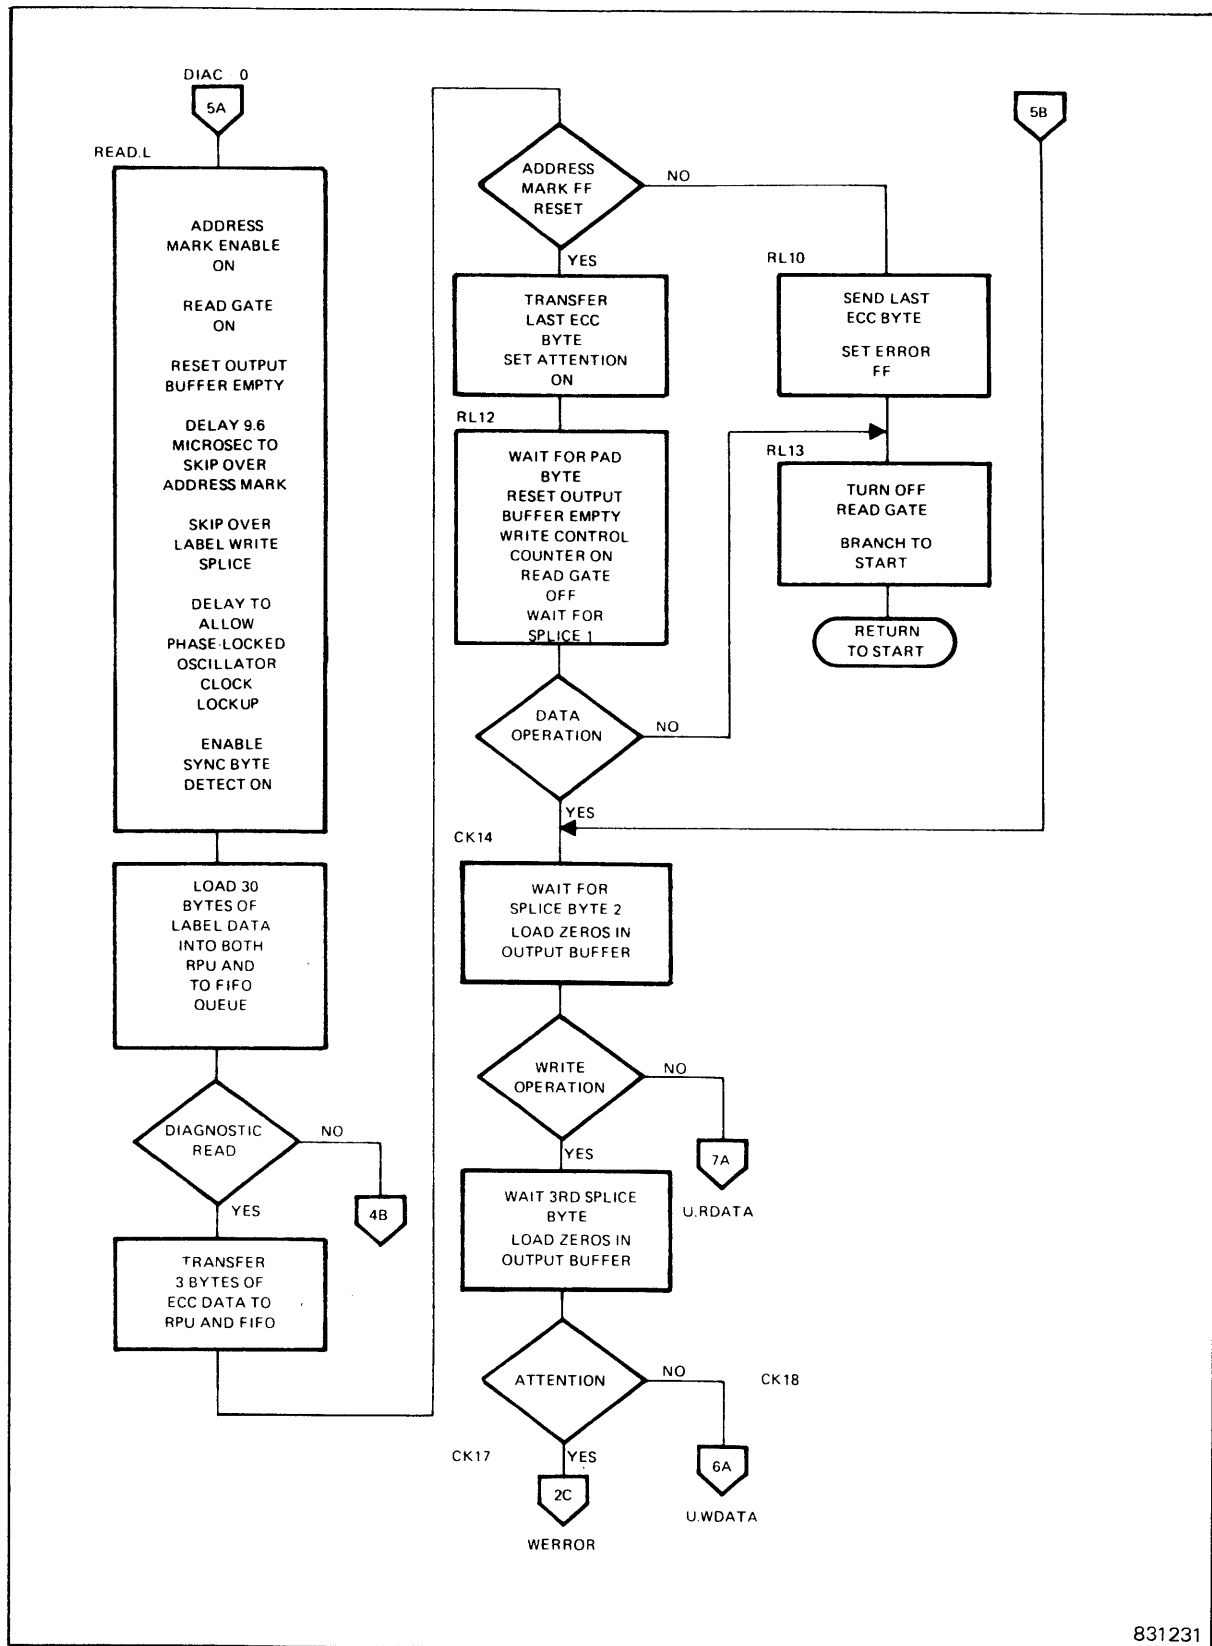 DIAC 0
5A
READ.L
ADDRESS
MARK ENABLE
ON
READ GATE
ON
RESET OUTPUT
BUFFER EMPTY
DELAY 9.6
MICROSEC TO
SKIP OVER
ADDRESS MARK
SKIP OVER
LABEL WRITE
SPLICE
DELAY TO
ALLOW
PHASE-LOCKED
OSCILLATOR
CLOCK
LOCKUP
ENABLE
SYNC BYTE
DETECT ON
LOAD 30
BYTES OF
LABEL DATA
INTO BOTH
RPU AND
TO FIFO
QUEUE
DIAGNOSTIC
READ
NO
4B
YES
TRANSFER
3 BYTES OF
ECC DATA TO
RPU AND FIFO
ADDRESS
MARK FF
RESET
NO
YES
TRANSFER
LAST ECC
BYTE
SET ATTENTION
ON
RL12
WAIT FOR PAD
BYTE
RESET OUTPUT
BUFFER EMPTY
WRITE CONTROL
COUNTER ON
READ GATE
OFF
WAIT FOR
SPLICE 1
DATA
OPERATION
NO
YES
CK14
WAIT FOR
SPLICE BYTE 2
LOAD ZEROS IN
OUTPUT BUFFER
WRITE
OPERATION
NO
7A
U.RDATA
YES
WAIT 3RD SPLICE
BYTE
LOAD ZEROS IN
OUTPUT BUFFER
ATTENTION
NO
CK18
6A
U.WDATA
CK17
YES
2C
WERROR
RL10
SEND LAST
ECC BYTE
SET ERROR
FF
RL13
TURN OFF
READ GATE
BRANCH TO
START
RETURN
TO START
5B
831231